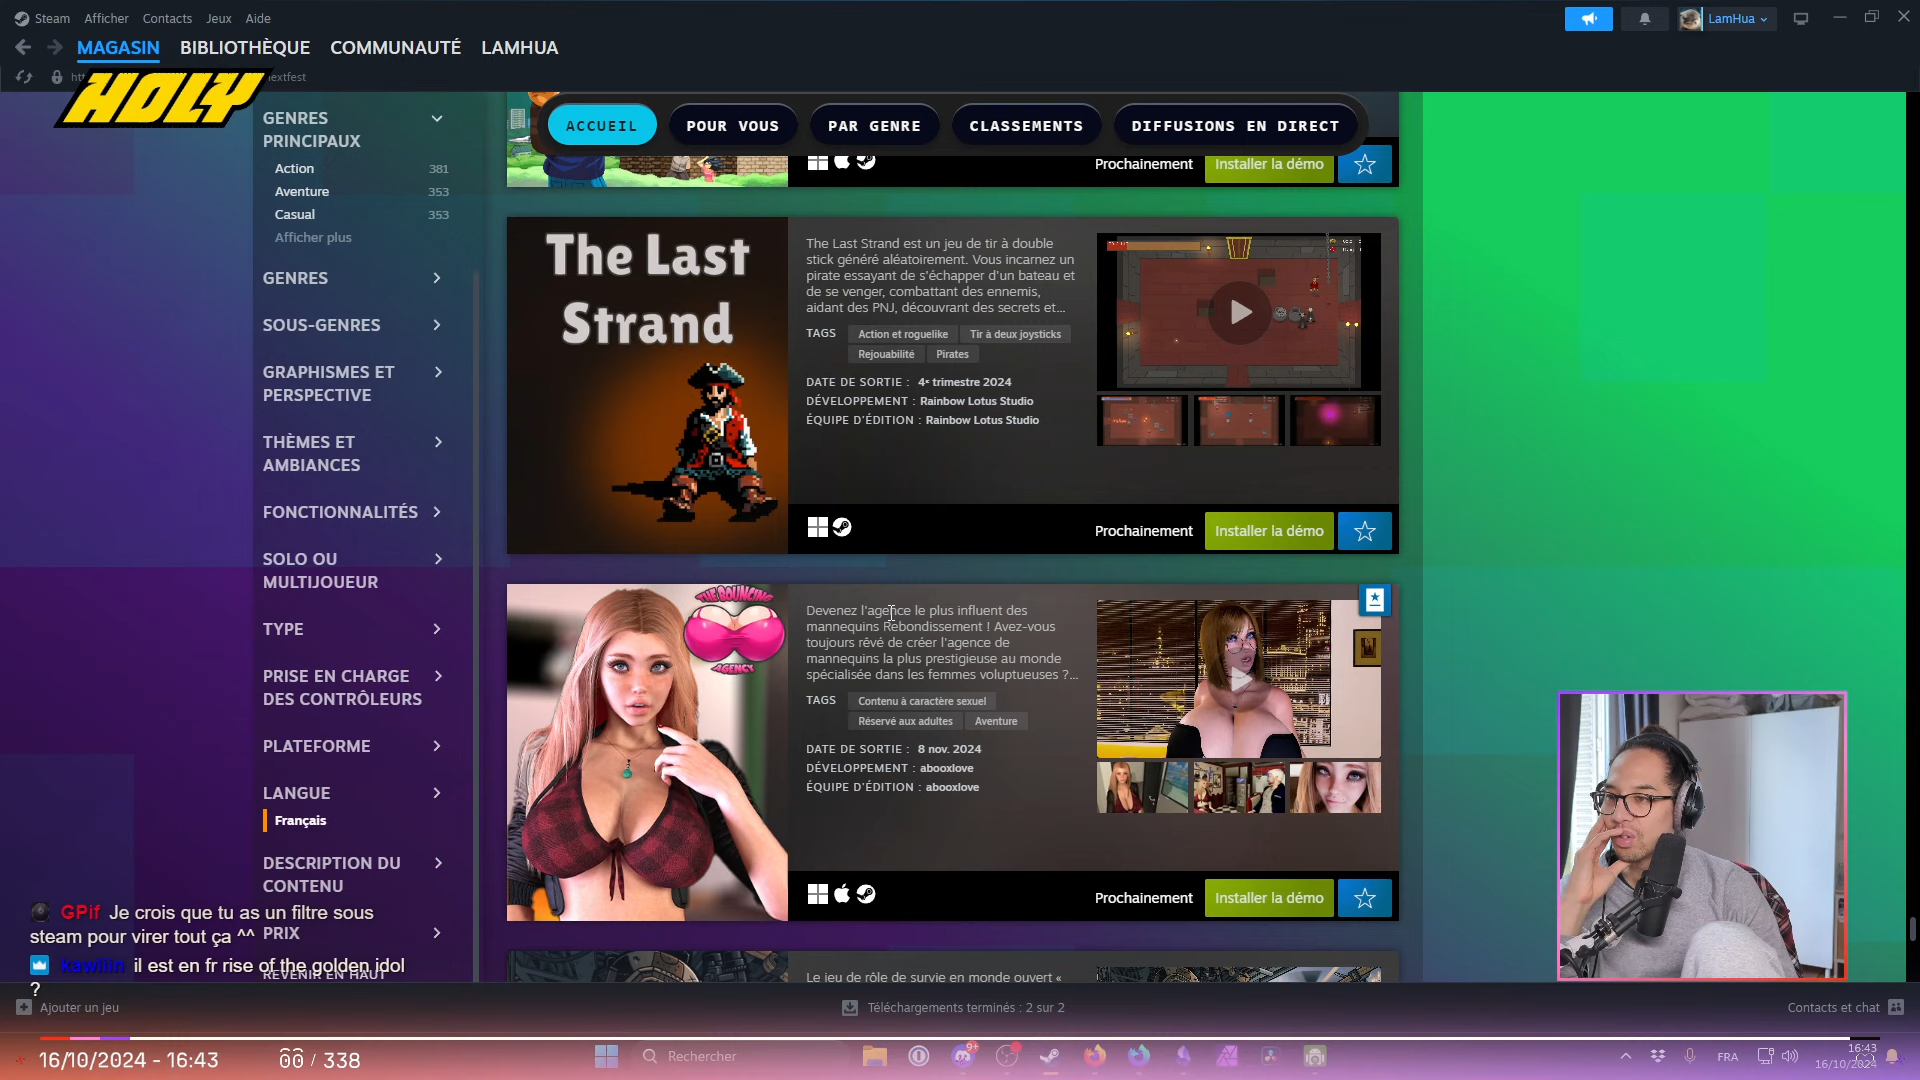 Steam Afficher Contacts Jeux Aide
LamHua
MAGASIN BIBLIOTHÈQUE COMMUNAUTÉ LAMHUA
extfest
HOLY
ACCUEIL POUR VOUS PAR GENRE CLASSEMENTS DIFFUSIONS EN DIRECT
GENRES
PRINCIPAUX
Action 381
Aventure 353
Casual 353
Afficher plus
GENRES
SOUS-GENRES
GRAPHISMES ET
PERSPECTIVE
THÈMES ET
AMBIANCES
FONCTIONNALITÉS
SOLO OU
MULTIJOUEUR
TYPE
PRISE EN CHARGE
DES CONTRÔLEURS
PLATEFORME
LANGUE
Français
DESCRIPTION DU
CONTENU
PRIX
REVENIR EN HAUT
Prochainement Installer la démo
The Last
Strand
The Last Strand est un jeu de tir à double
stick généré aléatoirement. Vous incarnez un
pirate essayant de s'échapper d'un bateau et
de se venger, combattant des ennemis,
aidant des PNJ, découvrant des secrets et...
TAGS Action et roguelike Tir à deux joysticks
Rejouabilité Pirates
DATE DE SORTIE : 4ᵉ trimestre 2024
DÉVELOPPEMENT : Rainbow Lotus Studio
ÉQUIPE D'ÉDITION : Rainbow Lotus Studio
Prochainement Installer la démo
THE BOUNCING
AGENCY
Devenez l'agence le plus influent des
mannequins Rebondissement ! Avez-vous
toujours rêvé de créer l'agence de
mannequins la plus prestigieuse au monde
spécialisée dans les femmes voluptueuses ?...
TAGS Contenu à caractère sexuel
Réservé aux adultes Aventure
DATE DE SORTIE : 8 nov. 2024
DÉVELOPPEMENT : abooxlove
ÉQUIPE D'ÉDITION : abooxlove
Prochainement Installer la démo
Le jeu de rôle de survie en monde ouvert «
GPif Je crois que tu as un filtre sous
steam pour virer tout ça ^^
kawiiin il est en fr rise of the golden idol
?
Ajouter un jeu
Téléchargements terminés : 2 sur 2
Contacts et chat
16/10/2024 - 16:43 00 / 338
Rechercher
9+
FRA
16:43
16/10/2024